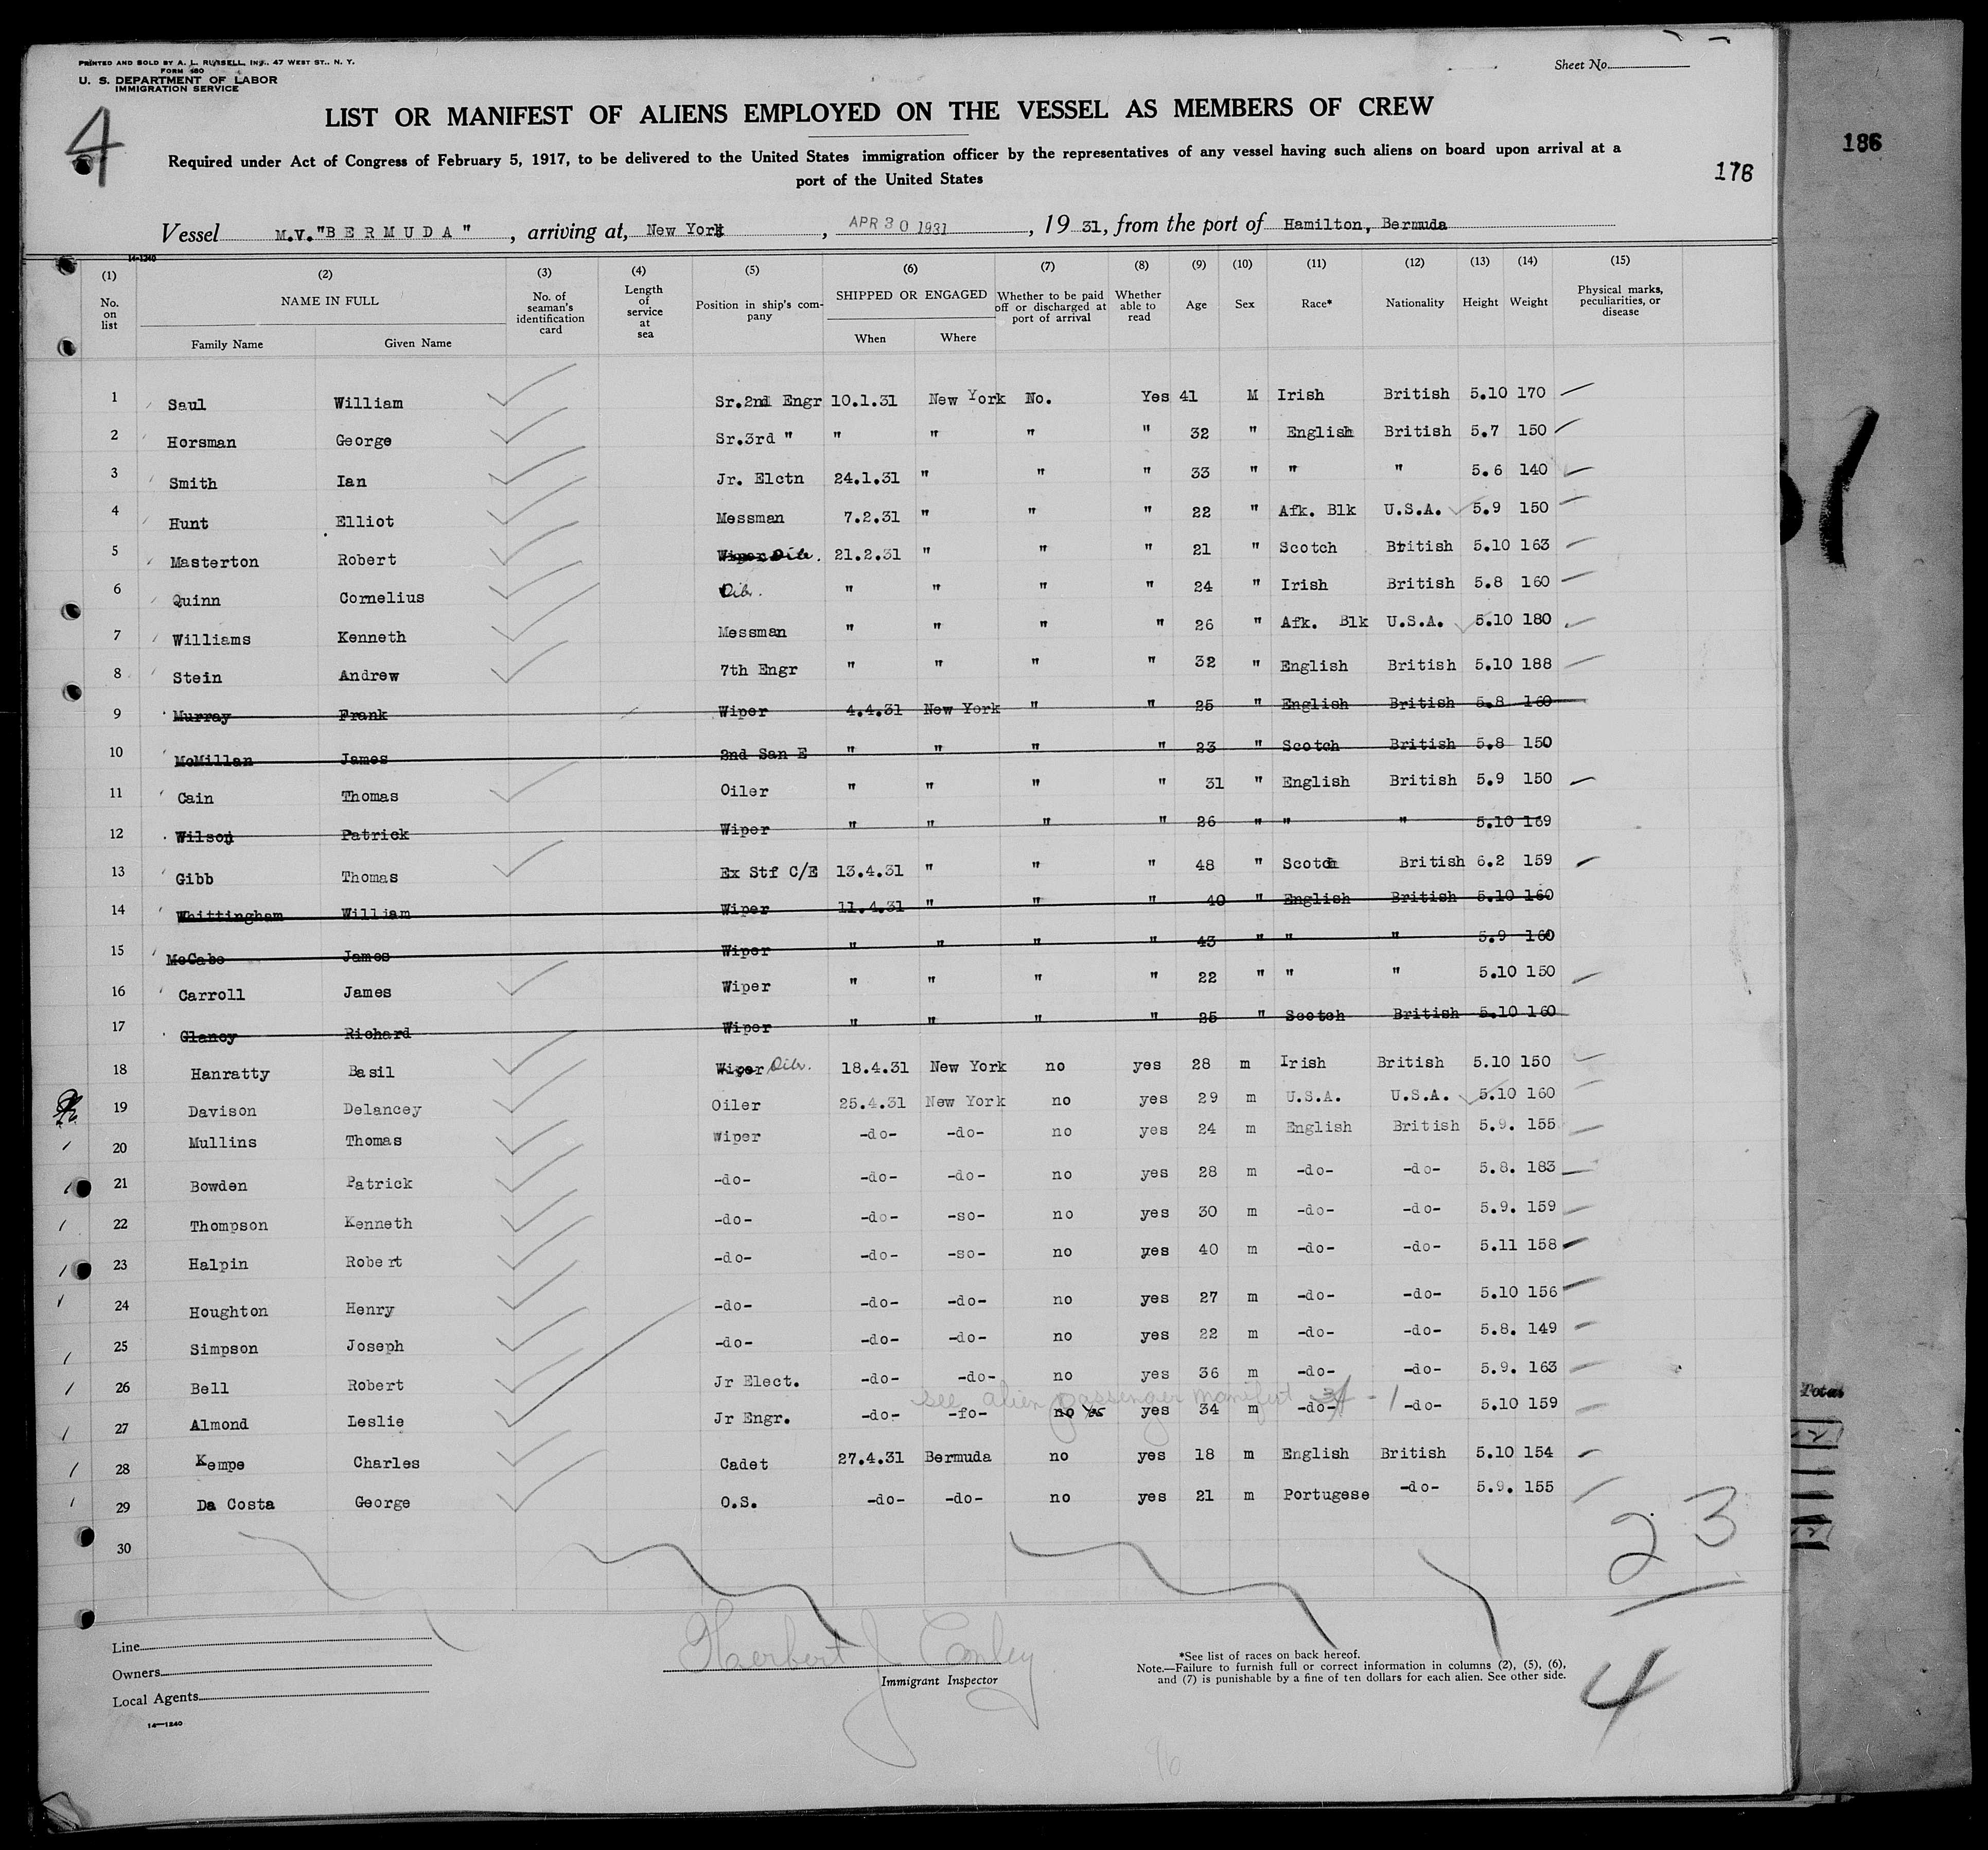 PRINTED AND SOLD BY A. L. RUSSELL, INC., 47 WEST ST., N. Y.
FORM 680
U. S. DEPARTMENT OF LABOR
IMMIGRATION SERVICE
Sheet No.
4
LIST OR MANIFEST OF ALIENS EMPLOYED ON THE VESSEL AS MEMBERS OF CREW
186
Required under Act of Congress of February 5, 1917, to be delivered to the United States immigration officer by the representatives of any vessel having such aliens on board upon arrival at a
port of the United States
176
Vessel M.V."BERMUDA", arriving at, New York, APR 30 1931, 19 31, from the port of Hamilton, Bermuda
14-1240
(1) (2) (3) (4) (5) (6) (7) (8) (9) (10) (11) (12) (13) (14) (15)
No. on list NAME IN FULL No. of seaman's identification card Length of service at sea Position in ship's company SHIPPED OR ENGAGED Whether to be paid off or discharged at port of arrival Whether able to read Age Sex Race* Nationality Height Weight Physical marks, peculiarities, or disease
Family Name Given Name When Where
1 Saul William Sr.2nd Engr 10.1.31 New York No. Yes 41 M Irish British 5.10 170
2 Horsman George Sr.3rd " " " " " 32 " English British 5.7 150
3 Smith Ian Jr. Elctn 24.1.31 " " " 33 " " " 5.6 140
4 Hunt Elliot Messman 7.2.31 " " " 22 " Afk. Blk U.S.A. 5.9 150
5 Masterton Robert Wiper Oiler. 21.2.31 " " " 21 " Scotch British 5.10 163
6 Quinn Cornelius Oiler. " " " " 24 " Irish British 5.8 160
7 Williams Kenneth Messman " " " " 26 " Afk. Blk U.S.A. 5.10 180
8 Stein Andrew 7th Engr " " " " 32 " English British 5.10 188
9 Murray Frank Wiper 4.4.31 New York " " 25 " English British 5.8 160
10 McMillan James 2nd San E " " " " 23 " Scotch British 5.8 150
11 Cain Thomas Oiler " " " " 31 " English British 5.9 150
12 Wilson Patrick Wiper " " " " 26 " " " 5.10 169
13 Gibb Thomas Ex Stf C/E 13.4.31 " " " 48 " Scotch British 6.2 159
14 Whittingham William Wiper 11.4.31 " " " 40 " English British 5.10 160
15 McCabe James Wiper " " " " 43 " " " 5.9 160
16 Carroll James Wiper " " " " 22 " " " 5.10 150
17 Glancy Richard Wiper " " " " 25 " Scotch British 5.10 160
18 Hanratty Basil Wiper Oiler. 18.4.31 New York no yes 28 m Irish British 5.10 150
19 Davison Delancey Oiler 25.4.31 New York no yes 29 m U.S.A. U.S.A. 5.10 160
20 Mullins Thomas Wiper -do- -do- no yes 24 m English British 5.9. 155
21 Bowden Patrick -do- -do- -do- no yes 28 m -do- -do- 5.8. 183
22 Thompson Kenneth -do- -do- -so- no yes 30 m -do- -do- 5.9. 159
23 Halpin Robert -do- -do- -so- no yes 40 m -do- -do- 5.11 158
24 Houghton Henry -do- -do- -do- no yes 27 m -do- -do- 5.10 156
25 Simpson Joseph -do- -do- -do- no yes 22 m -do- -do- 5.8. 149
26 Bell Robert Jr Elect. -do- -do- no yes 36 m -do- -do- 5.9. 163
see alien passenger manifest
27 Almond Leslie Jr Engr. -do- -fo- no Yes yes 34 m -do- -do- 5.10 159
28 Kempe Charles Cadet 27.4.31 Bermuda no yes 18 m English British 5.10 154
29 Da Costa George O.S. -do- -do- no yes 21 m Portugese -do- 5.9. 155
30
Total
23
4
Line
Owners
Local Agents
14—1240
Herbert J Conley
Immigrant Inspector
*See list of races on back hereof.
Note.—Failure to furnish full or correct information in columns (2), (5), (6),
and (7) is punishable by a fine of ten dollars for each alien. See other side.